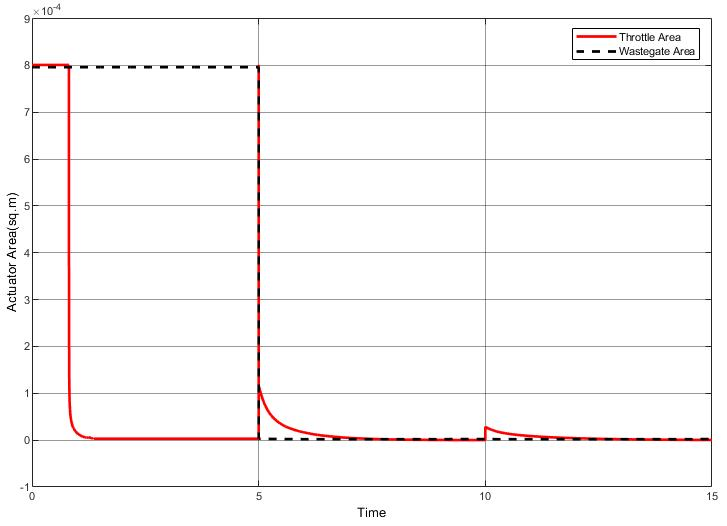 ×10⁻⁴
9
8
7
6
5
4
3
2
1
0
-1
Actuator Area(sq.m)
Throttle Area
Wastegate Area
0 5 10 15
Time